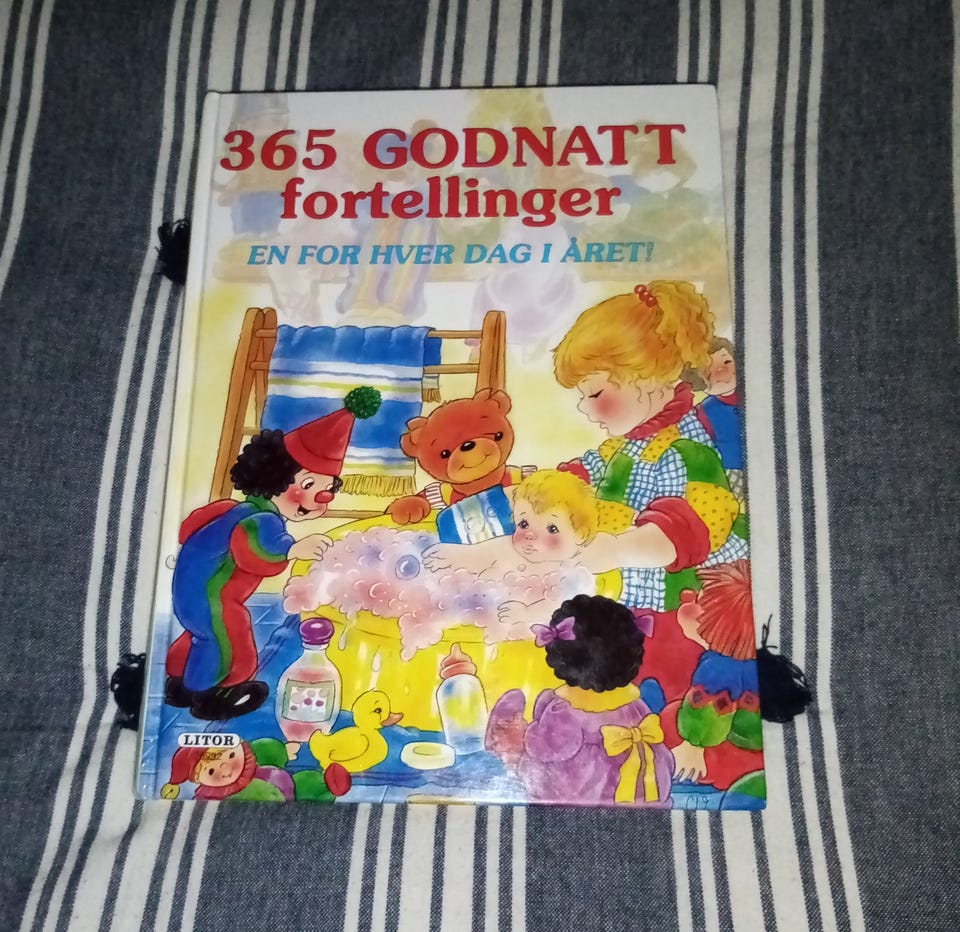 365 GODNATT
fortellinger
EN FOR HVER DAG I ÅRET!
LITOR